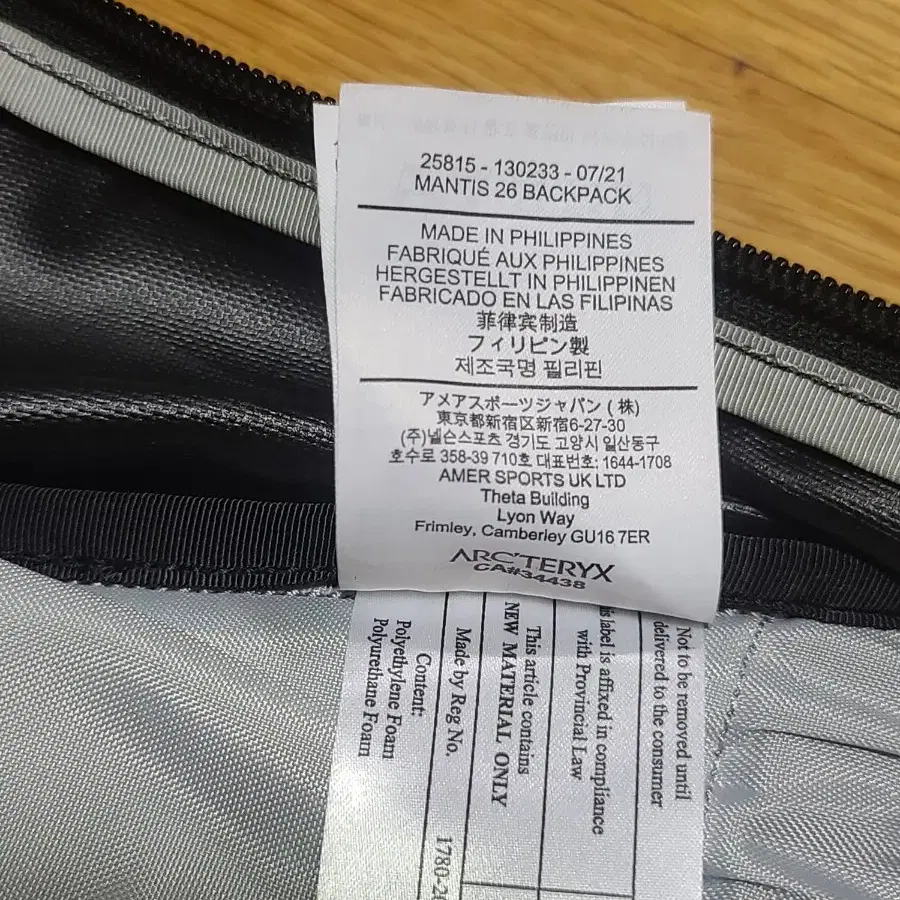 25815 - 130233 - 07/21
MANTIS 26 BACKPACK
MADE IN PHILIPPINES
FABRIQUÉ AUX PHILIPPINES
HERGESTELLT IN PHILIPPINEN
FABRICADO EN LAS FILIPINAS
菲律宾制造
フィリピン製
제조국명 필리핀
アメアスポーツジャパン (株)
東京都新宿区新宿6-27-30
(주)넬슨스포츠 경기도 고양시 일산동구
호수로 358-39 710호 대표번호: 1644-1708
AMER SPORTS UK LTD
Theta Building
Lyon Way
Frimley, Camberley GU16 7ER
ARC'TERYX
CA#34438
Not to be removed until
delivered to the consumer
label is affixed in compliance
with Provincial Law
This article contains
NEW MATERIAL ONLY
Made by Reg No.
Content:
Polyethylene Foam
Polyurethane Foam